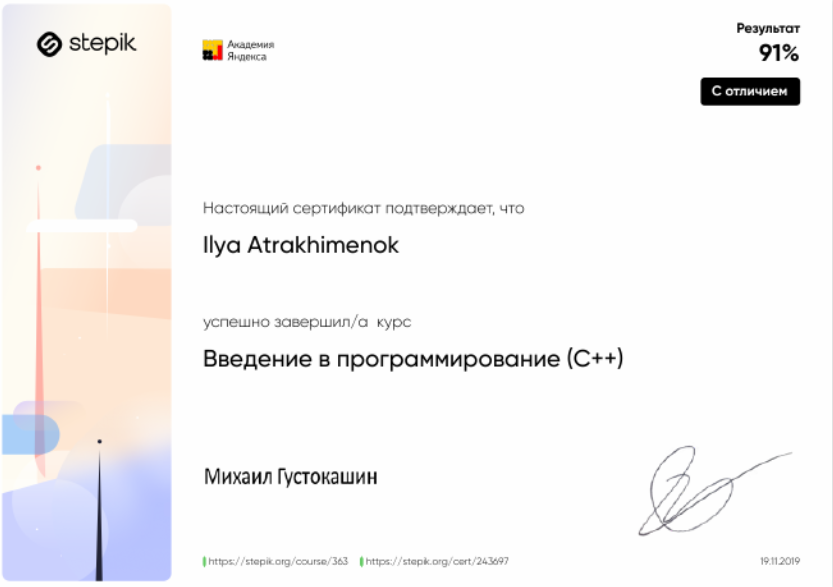 stepik
Академия
Яндекса
Результат
91%
С отличием
Настоящий сертификат подтверждает, что
Ilya Atrakhimenok
успешно завершил/а курс
Введение в программирование (C++)
Михаил Густокашин
https://stepik.org/course/363 https://stepik.org/cert/243697
19.11.2019